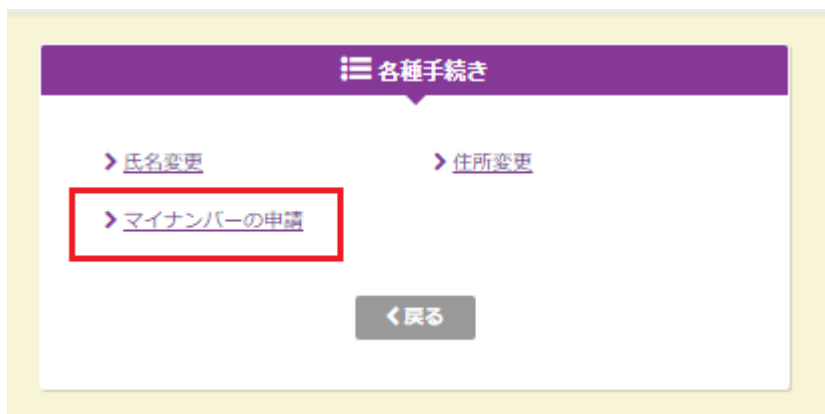 各種手続き
氏名変更
住所変更
マイナンバーの申請
戻る